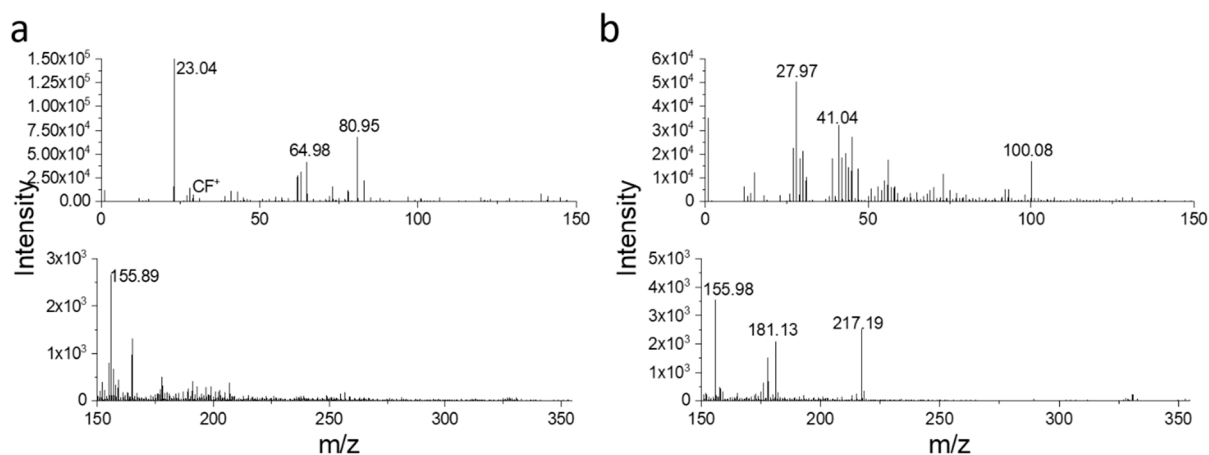 a
1.50x10⁵
1.25x10⁵
1.00x10⁵
7.50x10⁴
5.00x10⁴
2.50x10⁴
0.00
23.04
CF⁺
64.98
80.95
0
50
100
150
Intensity
3x10³
2x10³
1x10³
0
155.89
150
200
250
300
350
m/z
b
6x10⁴
5x10⁴
4x10⁴
3x10⁴
2x10⁴
1x10⁴
0
27.97
41.04
100.08
0
50
100
150
Intensity
5x10³
4x10³
3x10³
2x10³
1x10³
0
155.98
181.13
217.19
150
200
250
300
350
m/z